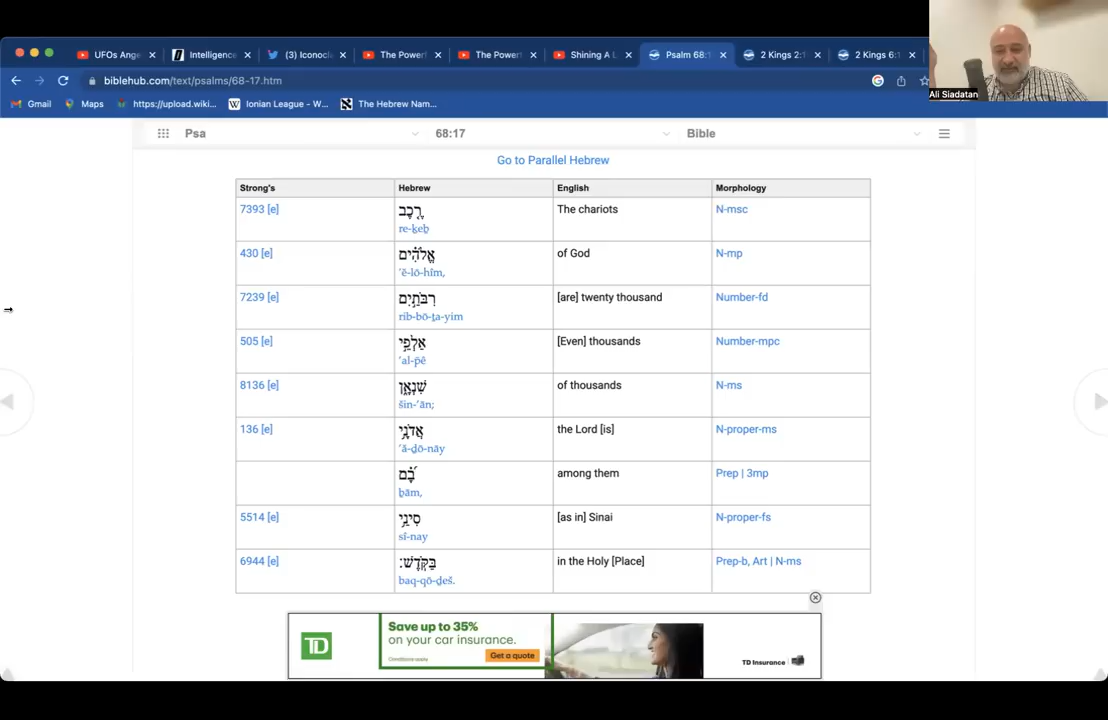 UFOs Ang
Intelligence
(3) Iconocl
The Power
The Power
Shining A L
Psalm 68:1
2 Kings 2:1
2 Kings 6:1
biblehub.com/text/psalms/68-17.htm
Gmail
Maps
https://upload.wiki...
Ionian League - W...
The Hebrew Nam...
Ali Siadatan
Psa
68:17
Bible
Go to Parallel Hebrew
Strong's Hebrew English Morphology
7393 [e] רֶ֤כֶב The chariots N-msc
re-ḵeḇ
430 [e] אֱלֹהִ֗ים of God N-mp
’ĕ-lō-hîm,
7239 [e] רִבֹּתַ֣יִם [are] twenty thousand Number-fd
rib-bō-ṯa-yim
505 [e] אַלְפֵ֣י [Even] thousands Number-mpc
’al-p̄ê
8136 [e] שִׁנְאָ֑ן of thousands N-ms
šin-’ān;
136 [e] אֲדֹנָ֥י the Lord [is] N-proper-ms
’ă-ḏō-nāy
בָ֝֗ם among them Prep | 3mp
ḇām,
5514 [e] סִינַ֥י [as in] Sinai N-proper-fs
sî-nay
6944 [e] בַּקֹּֽדֶשׁ׃ in the Holy [Place] Prep-b, Art | N-ms
baq-qō-ḏeš.
TD
Save up to 35%
on your car insurance.
Conditions apply
Get a quote
TD Insurance